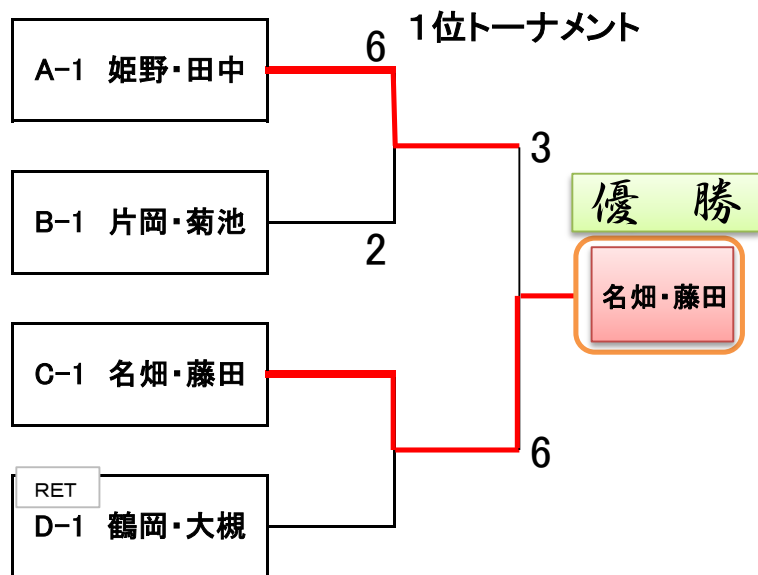 1位トーナメント
A-1 姫野・田中
6
3
B-1 片岡・菊池
2
優 勝
名畑・藤田
C-1 名畑・藤田
6
RET
D-1 鶴岡・大槻